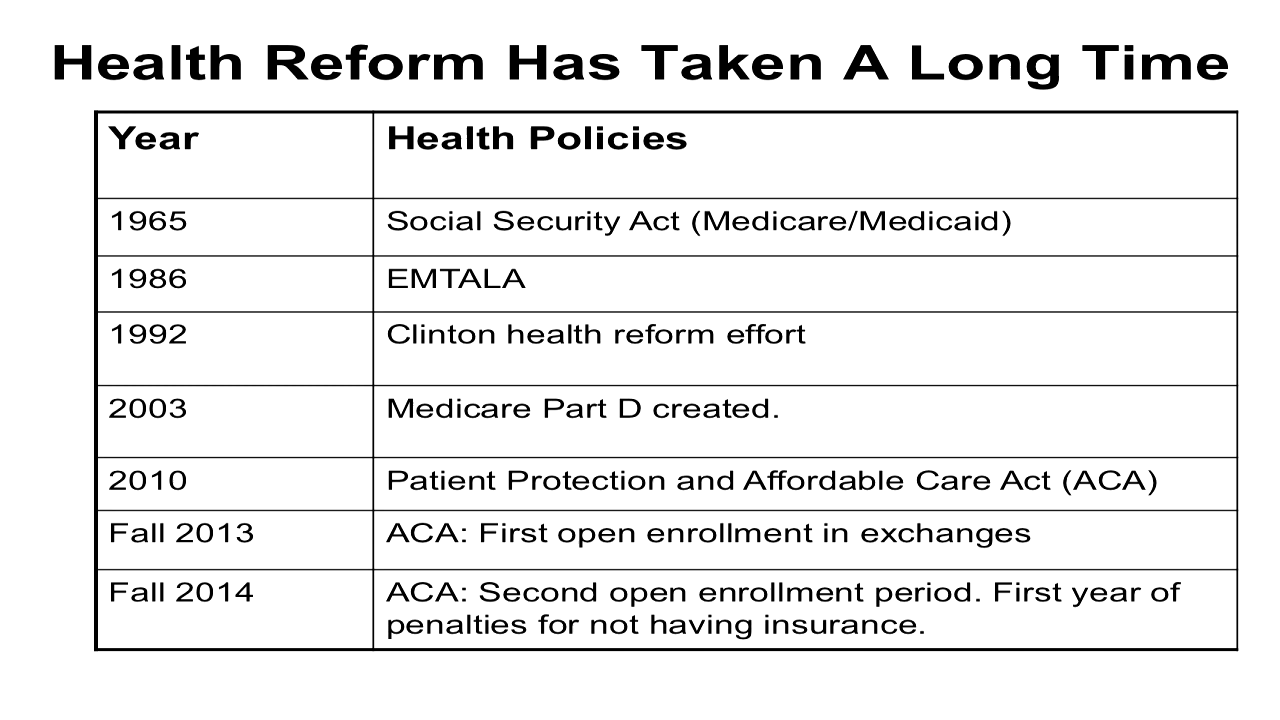 Health Reform Has Taken A Long Time
Year Health Policies
1965 Social Security Act (Medicare/Medicaid)
1986 EMTALA
1992 Clinton health reform effort
2003 Medicare Part D created.
2010 Patient Protection and Affordable Care Act (ACA)
Fall 2013 ACA: First open enrollment in exchanges
Fall 2014 ACA: Second open enrollment period. First year of
penalties for not having insurance.